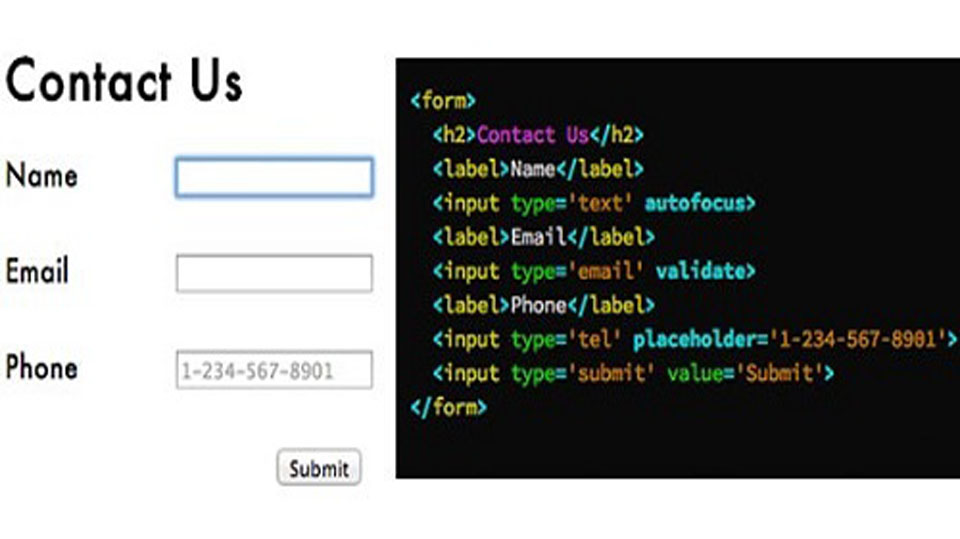 Contact Us
Name
Email
Phone
1-234-567-8901
Submit
<form>
<h2>Contact Us</h2>
<label>Name</label>
<input type='text' autofocus>
<label>Email</label>
<input type='email' validate>
<label>Phone</label>
<input type='tel' placeholder='1-234-567-8901'>
<input type='submit' value='Submit'>
</form>